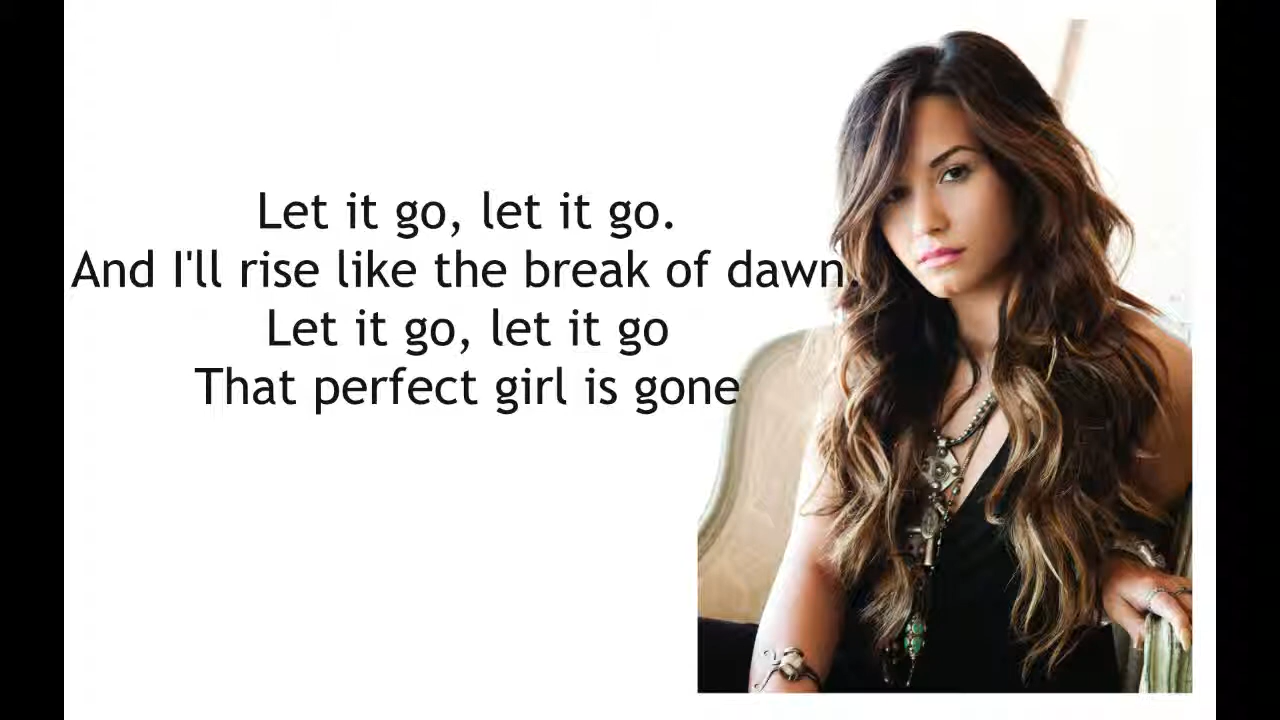 Let it go, let it go.
And I'll rise like the break of dawn.
Let it go, let it go
That perfect girl is gone